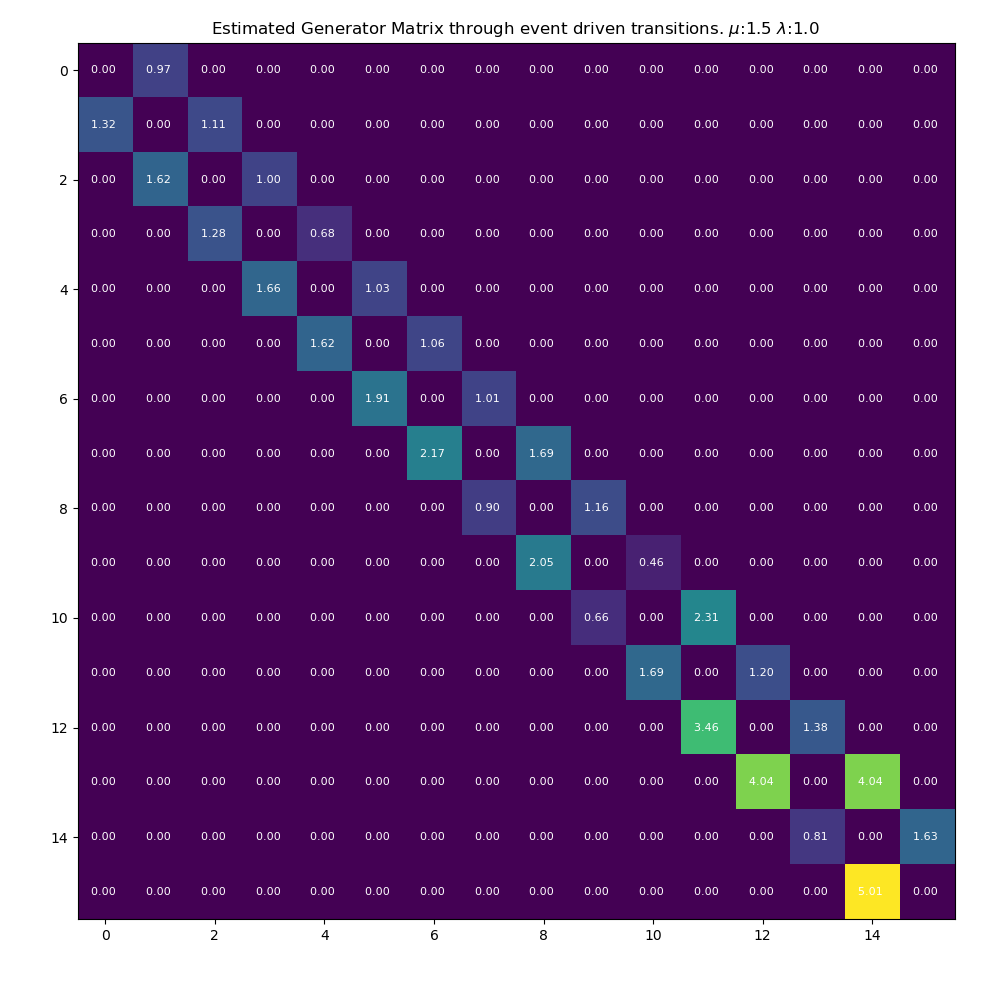 Estimated Generator Matrix through event driven transitions. μ:1.5 λ:1.0
0 0.00 0.97 0.00 0.00 0.00 0.00 0.00 0.00 0.00 0.00 0.00 0.00 0.00 0.00 0.00 0.00
1.32 0.00 1.11 0.00 0.00 0.00 0.00 0.00 0.00 0.00 0.00 0.00 0.00 0.00 0.00 0.00
2 0.00 1.62 0.00 1.00 0.00 0.00 0.00 0.00 0.00 0.00 0.00 0.00 0.00 0.00 0.00 0.00
0.00 0.00 1.28 0.00 0.68 0.00 0.00 0.00 0.00 0.00 0.00 0.00 0.00 0.00 0.00 0.00
4 0.00 0.00 0.00 1.66 0.00 1.03 0.00 0.00 0.00 0.00 0.00 0.00 0.00 0.00 0.00 0.00
0.00 0.00 0.00 0.00 1.62 0.00 1.06 0.00 0.00 0.00 0.00 0.00 0.00 0.00 0.00 0.00
6 0.00 0.00 0.00 0.00 0.00 1.91 0.00 1.01 0.00 0.00 0.00 0.00 0.00 0.00 0.00 0.00
0.00 0.00 0.00 0.00 0.00 0.00 2.17 0.00 1.69 0.00 0.00 0.00 0.00 0.00 0.00 0.00
8 0.00 0.00 0.00 0.00 0.00 0.00 0.00 0.90 0.00 1.16 0.00 0.00 0.00 0.00 0.00 0.00
0.00 0.00 0.00 0.00 0.00 0.00 0.00 0.00 2.05 0.00 0.46 0.00 0.00 0.00 0.00 0.00
10 0.00 0.00 0.00 0.00 0.00 0.00 0.00 0.00 0.00 0.66 0.00 2.31 0.00 0.00 0.00 0.00
0.00 0.00 0.00 0.00 0.00 0.00 0.00 0.00 0.00 0.00 1.69 0.00 1.20 0.00 0.00 0.00
12 0.00 0.00 0.00 0.00 0.00 0.00 0.00 0.00 0.00 0.00 0.00 3.46 0.00 1.38 0.00 0.00
0.00 0.00 0.00 0.00 0.00 0.00 0.00 0.00 0.00 0.00 0.00 0.00 4.04 0.00 4.04 0.00
14 0.00 0.00 0.00 0.00 0.00 0.00 0.00 0.00 0.00 0.00 0.00 0.00 0.00 0.81 0.00 1.63
0.00 0.00 0.00 0.00 0.00 0.00 0.00 0.00 0.00 0.00 0.00 0.00 0.00 0.00 5.01 0.00
0 2 4 6 8 10 12 14